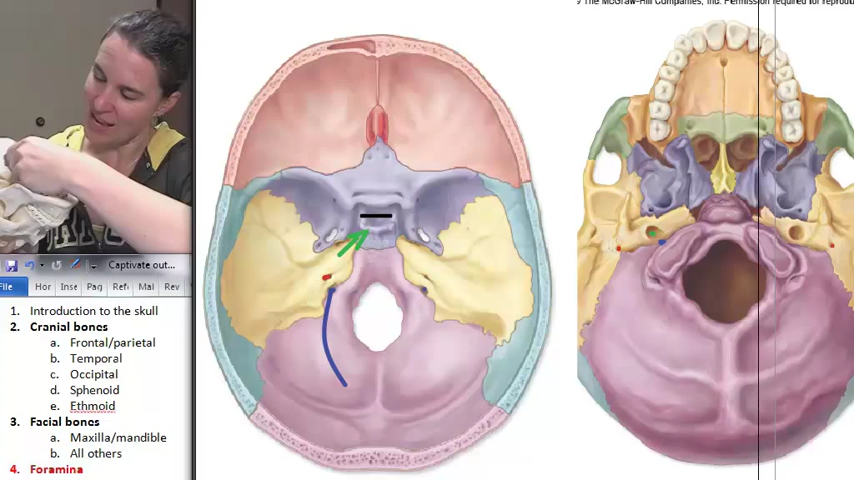 The McGraw-Hill Companies, Inc. Permission required for reprodu
Captivate out...
File Hor Inse Pag Ref Mai Rev
1. Introduction to the skull
2. Cranial bones
a. Frontal/parietal
b. Temporal
c. Occipital
d. Sphenoid
e. Ethmoid
3. Facial bones
a. Maxilla/mandible
b. All others
4. Foramina